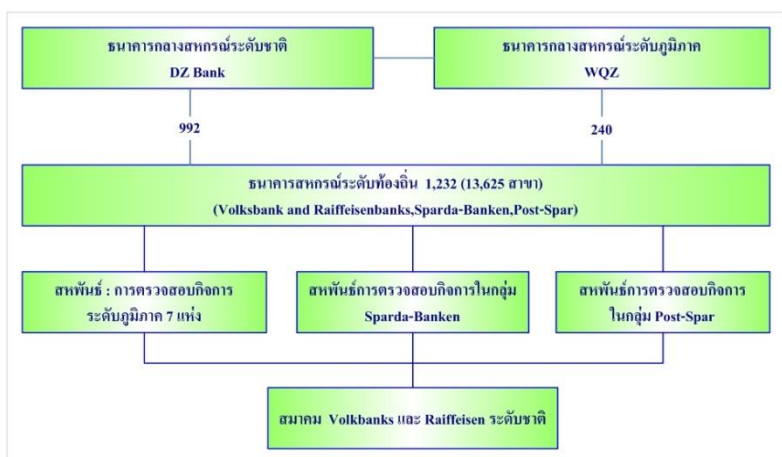 ธนาคารกลางสหกรณ์ระดับชาติ
DZ Bank
ธนาคารกลางสหกรณ์ระดับภูมิภาค
WQZ
992
240
ธนาคารสหกรณ์ระดับท้องถิ่น 1,232 (13,625 สาขา)
(Volksbank and Raiffeisenbanks,Sparda-Banken,Post-Spar)
สหพันธ์ : การตรวจสอบกิจการ
ระดับภูมิภาค 7 แห่ง
สหพันธ์การตรวจสอบกิจการในกลุ่ม
Sparda-Banken
สหพันธ์การตรวจสอบกิจการ
ในกลุ่ม Post-Spar
สมาคม Volkbanks และ Raiffeisen ระดับชาติ